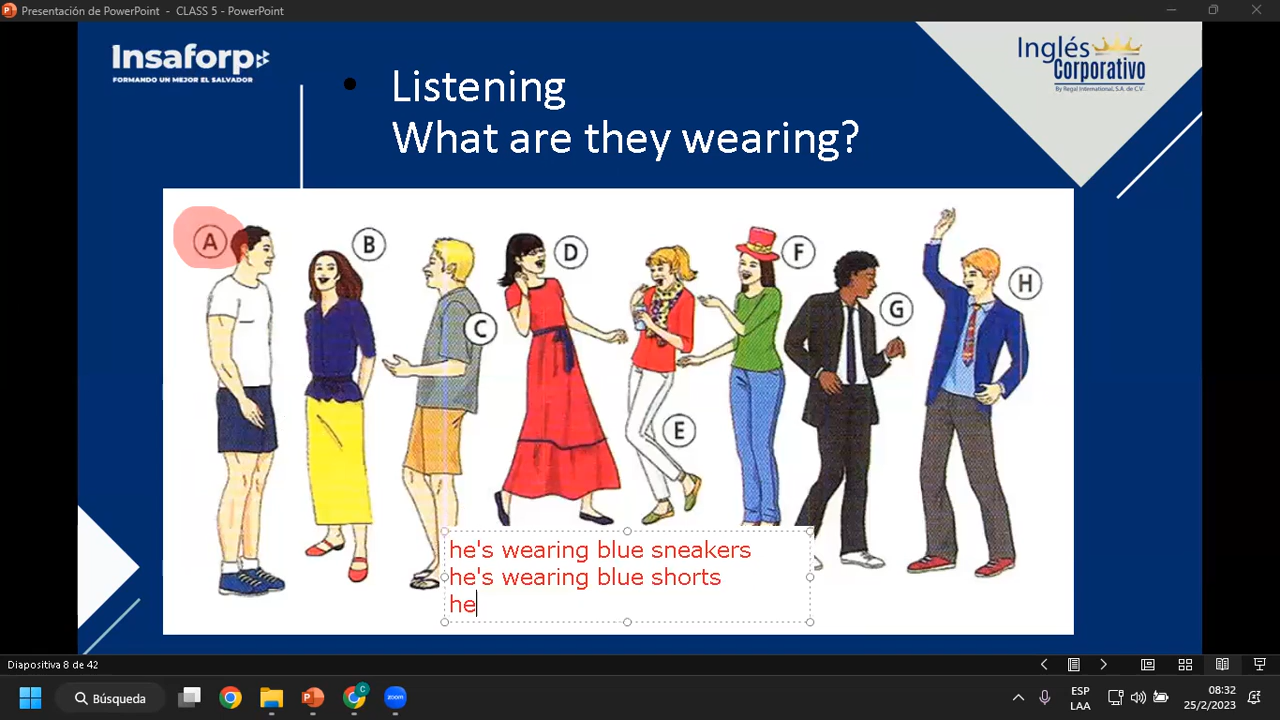 Presentación de PowerPoint - CLASS 5 - PowerPoint
Insaforp
FORMANDO UN MEJOR EL SALVADOR
Inglés
Corporativo
By Regal International, S.A. de C.V.
• Listening
What are they wearing?
A
B
C
D
E
F
G
H
he's wearing blue sneakers
he's wearing blue shorts
he
Diapositiva 8 de 42
Búsqueda
zoom
C
ESP
LAA
08:32
25/2/2023